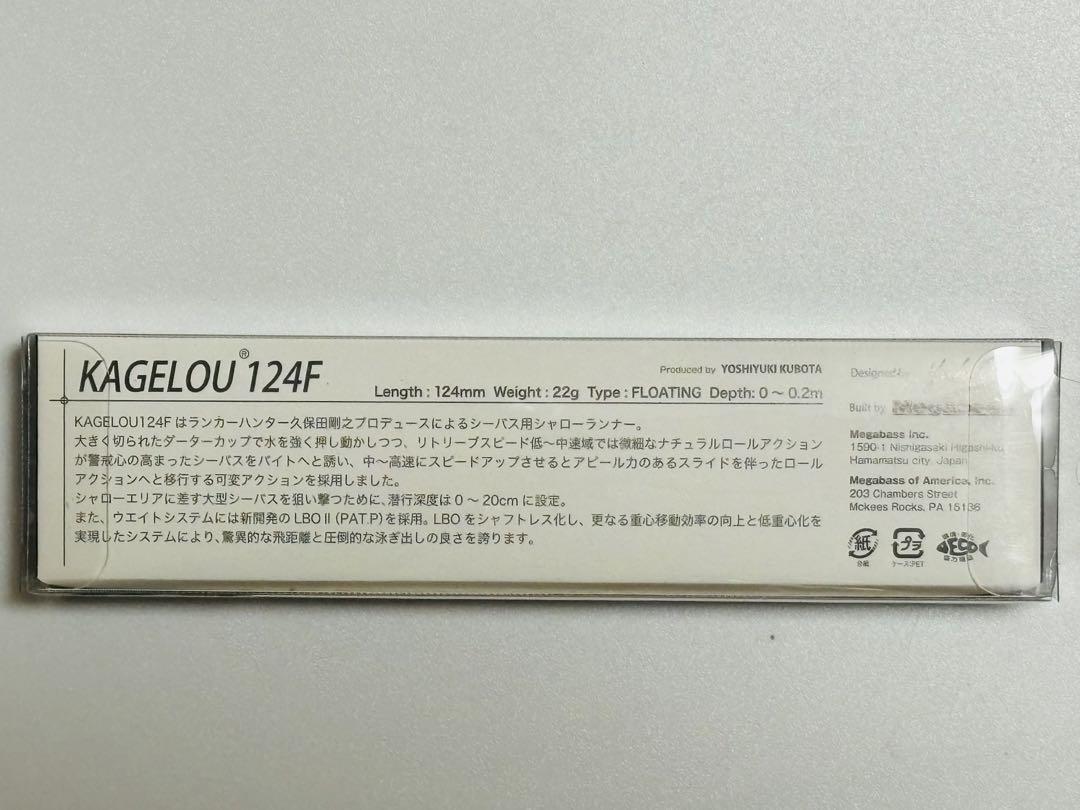 KAGELOU® 124F
Produced by YOSHIYUKI KUBOTA
Length : 124mm Weight : 22g Type : FLOATING Depth: 0 ～ 0.2m
KAGELOU124F はランカーハンター久保田剛之プロデュースによるシーバス用シャローランナー。
大きく切られたダーターカップで水を強く押し動かしつつ、リトリーブスピード低～中速域では微細なナチュラルロールアクション
が警戒心の高まったシーバスをバイトへと誘い、中～高速にスピードアップさせるとアピール力のあるスライドを伴ったロール
アクションへと移行する可変アクションを採用しました。
シャローエリアに差す大型シーバスを狙い撃つために、潜行深度は 0 ～ 20cm に設定。
また、ウエイトシステムには新開発の LBO II (PAT.P) を採用。LBO をシャフトレス化し、更なる重心移動効率の向上と低重心化を
実現したシステムにより、驚異的な飛距離と圧倒的な泳ぎ出しの良さを誇ります。
Designed by
Built by
Megabass Inc.
1590-1 Nishigasaki Higashi-ku
Hamamatsu city, Japan
Megabass of America, Inc.
203 Chambers Street
Mckees Rocks, PA 15136
紙
台紙
プラ
ケース:PET
ECO